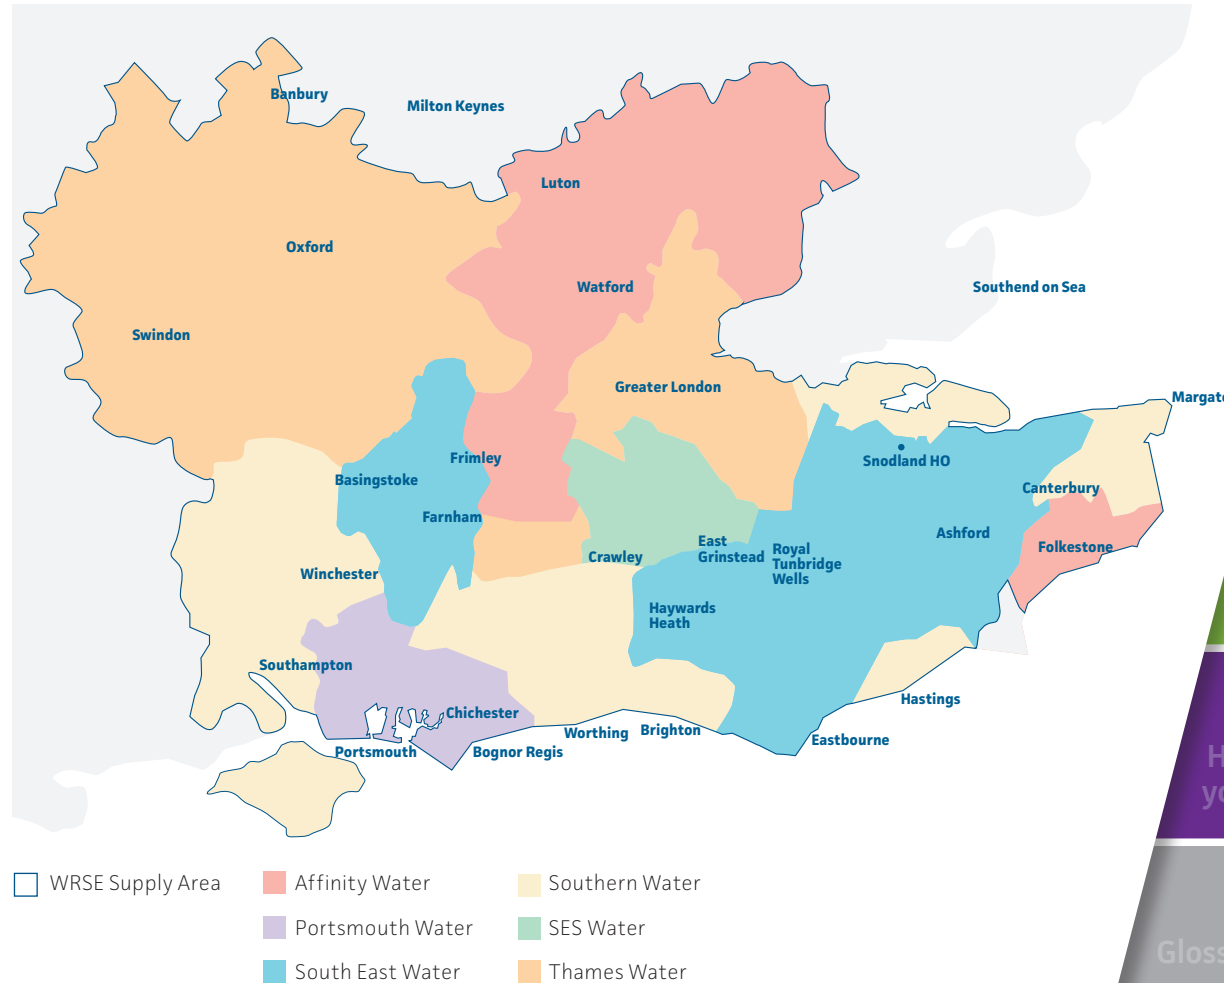 Banbury
Milton Keynes
Luton
Oxford
Watford
Southend on Sea
Swindon
Greater London
Margate
Frimley
Snodland HO
Basingstoke
Canterbury
Farnham
Ashford
East
Grinstead
Royal
Tunbridge
Wells
Folkestone
Crawley
Winchester
Haywards
Heath
Southampton
Hastings
Chichester
Worthing
Brighton
Eastbourne
Portsmouth
Bognor Regis
H
yo
WRSE Supply Area
Affinity Water
Southern Water
Portsmouth Water
SES Water
South East Water
Thames Water
Gloss